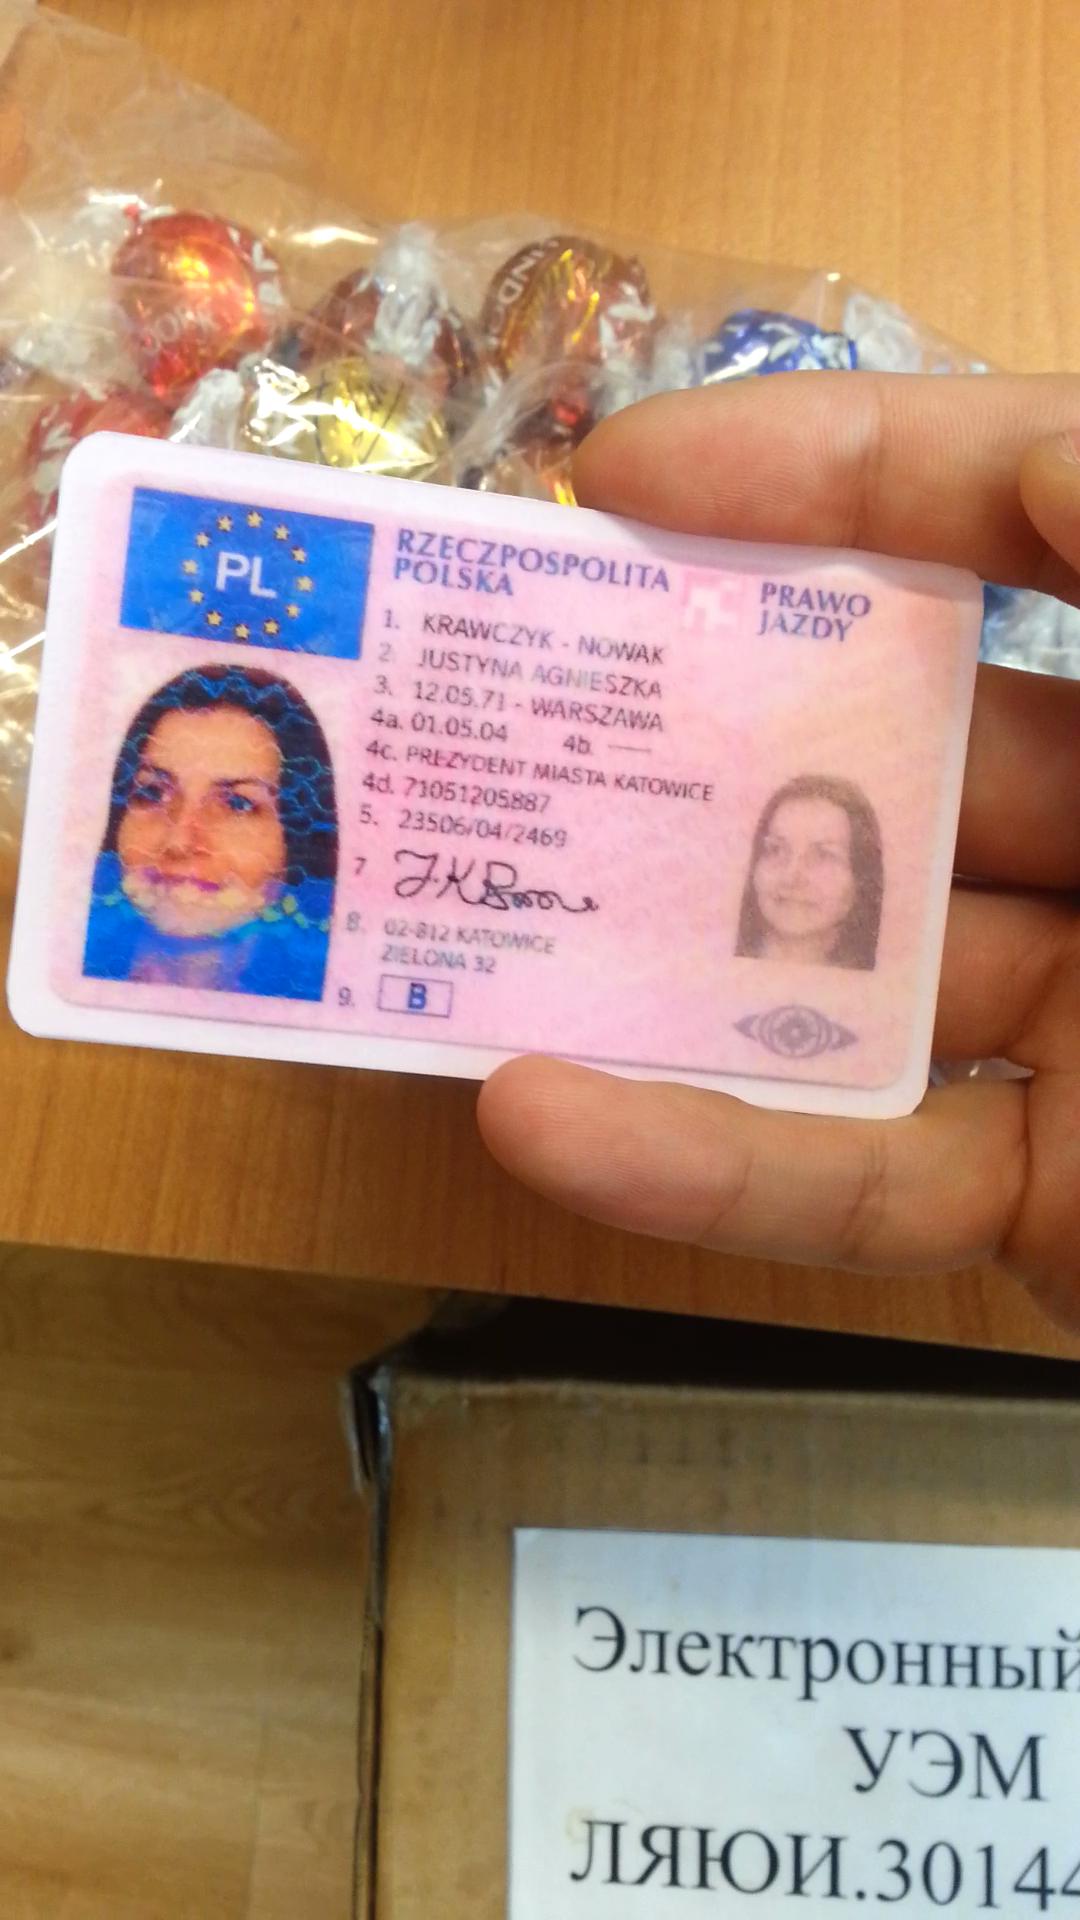 PL
RZECZPOSPOLITA
POLSKA
PRAWO
JAZDY
1. KRAWCZYK - NOWAK
2. JUSTYNA AGNIESZKA
3. 12.05.71 - WARSZAWA
4a. 01.05.04 4b. —
4c. PREZYDENT MIASTA KATOWICE
4d. 71051205887
5. 23506/04/2469
7
8. 02-812 KATOWICE
ZIELONA 32
9. B
Электронный
УЭМ
ЛЯЮИ.30144